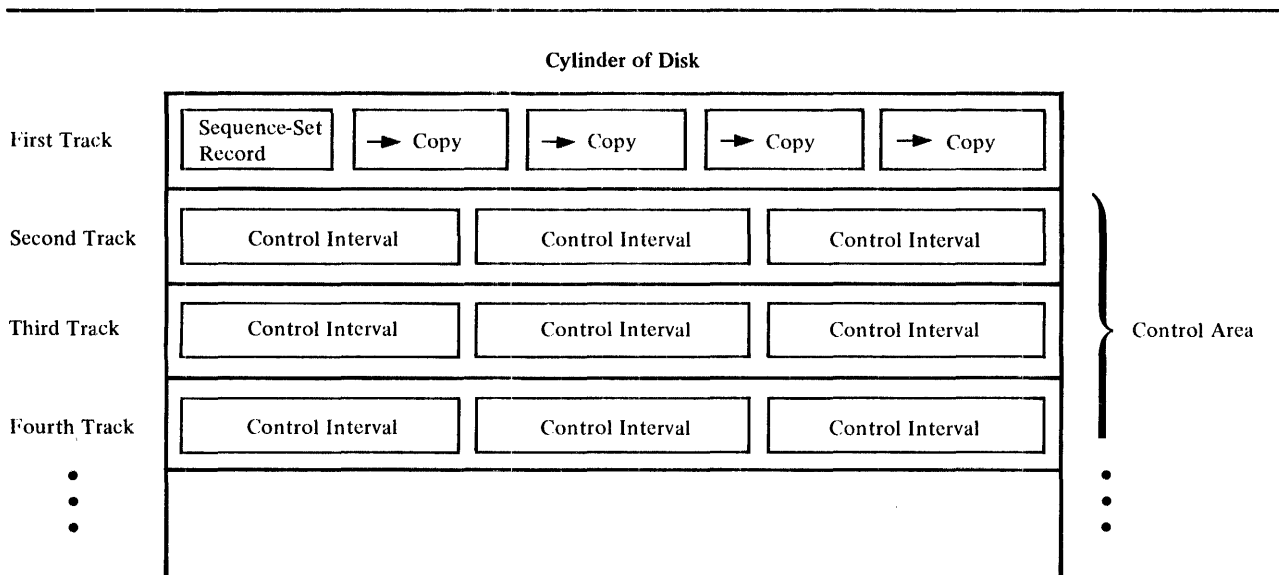 Cylinder of Disk
First Track
Sequence-Set
Record
→ Copy
→ Copy
→ Copy
→ Copy
Second Track
Control Interval
Control Interval
Control Interval
Third Track
Control Interval
Control Interval
Control Interval
Control Area
Fourth Track
Control Interval
Control Interval
Control Interval